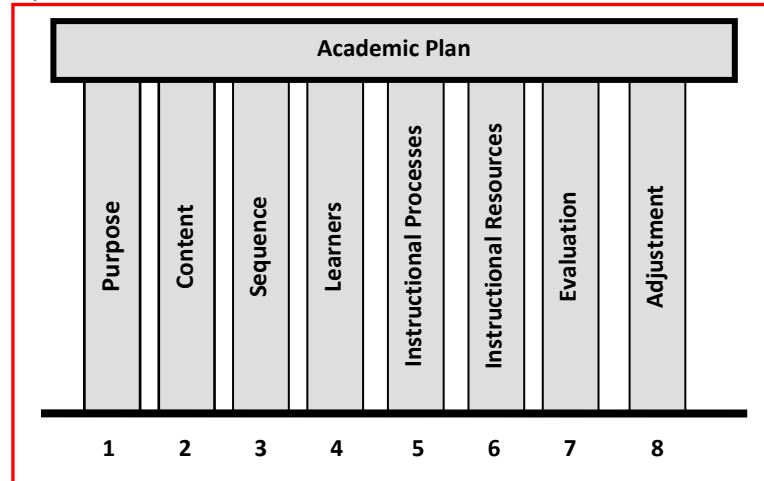 Academic Plan
Purpose
Content
Sequence
Learners
Instructional Processes
Instructional Resources
Evaluation
Adjustment
1 2 3 4 5 6 7 8